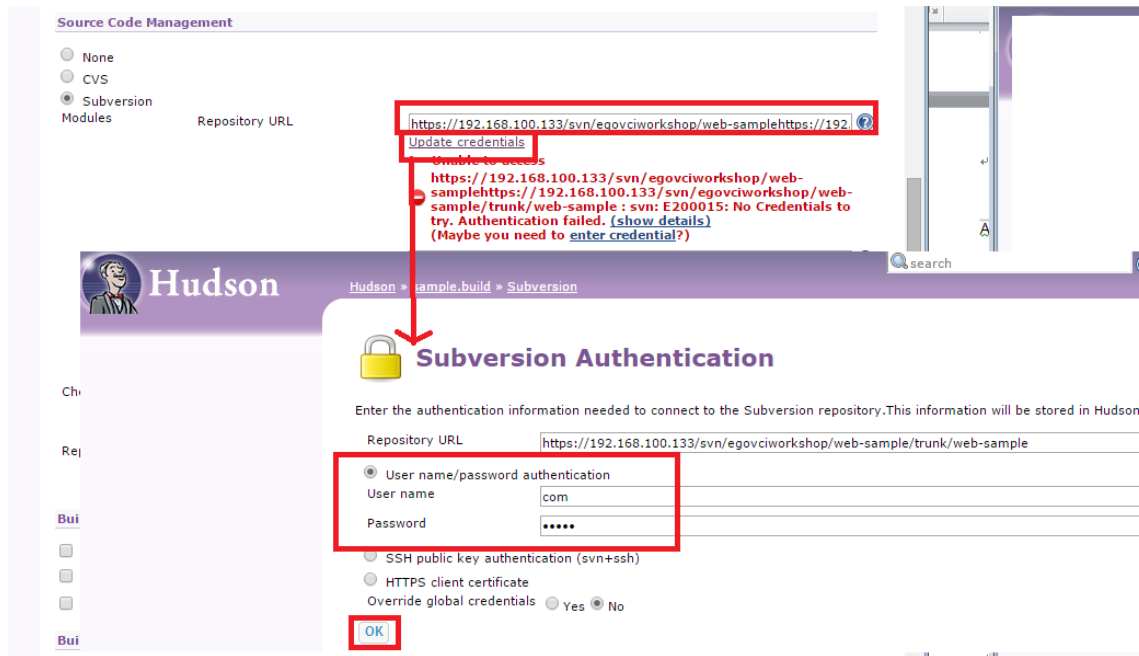 Source Code Management
None
CVS
Subversion
Modules
Repository URL
https://192.168.100.133/svn/egovciworkshop/web-samplehttps://192.
Update credentials
Unable to access
https://192.168.100.133/svn/egovciworkshop/web-
samplehttps://192.168.100.133/svn/egovciworkshop/web-
sample/trunk/web-sample : svn: E200015: No Credentials to
try. Authentication failed. (show details)
(Maybe you need to enter credential?)
A
search
Hudson
Hudson » sample.build » Subversion
Subversion Authentication
Che
Enter the authentication information needed to connect to the Subversion repository.This information will be stored in Hudson
Rep
Repository URL
https://192.168.100.133/svn/egovciworkshop/web-sample/trunk/web-sample
User name/password authentication
User name
com
Password
•••••
Bui
SSH public key authentication (svn+ssh)
HTTPS client certificate
Override global credentials Yes No
OK
Bui